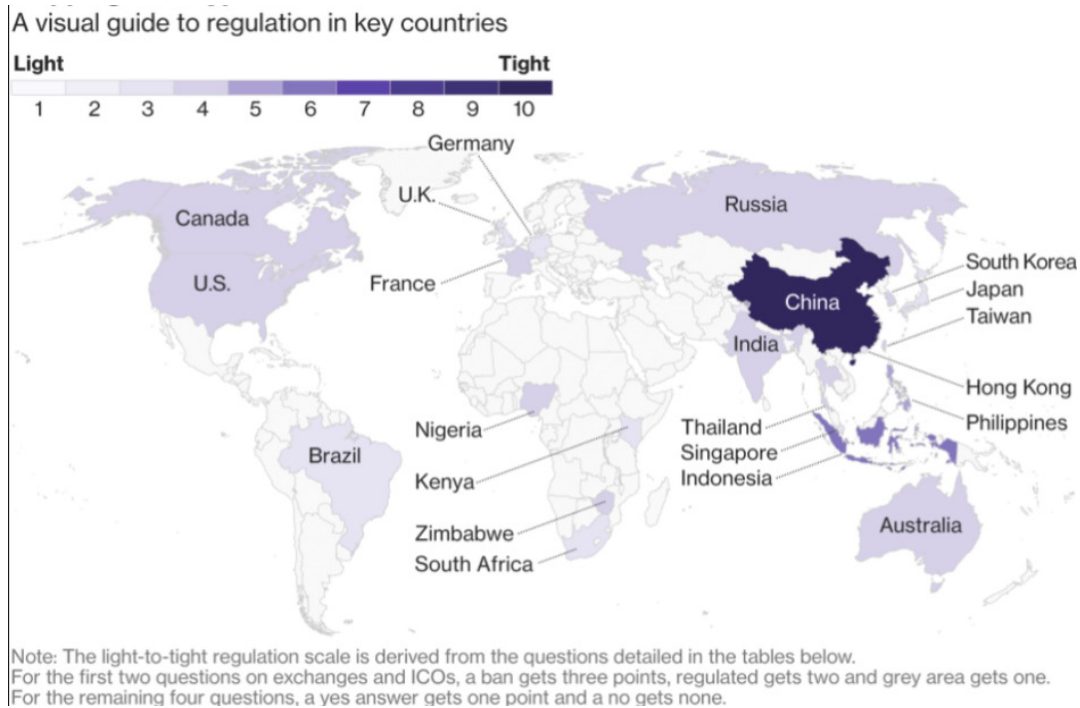 A visual guide to regulation in key countries
Light Tight
1 2 3 4 5 6 7 8 9 10
Germany
U.K.
Canada
Russia
France
U.S.
South Korea
China
Japan
Taiwan
India
Hong Kong
Nigeria
Thailand
Philippines
Brazil
Singapore
Kenya
Indonesia
Zimbabwe
Australia
South Africa
Note: The light-to-tight regulation scale is derived from the questions detailed in the tables below.
For the first two questions on exchanges and ICOs, a ban gets three points, regulated gets two and grey area gets one.
For the remaining four questions, a yes answer gets one point and a no gets none.